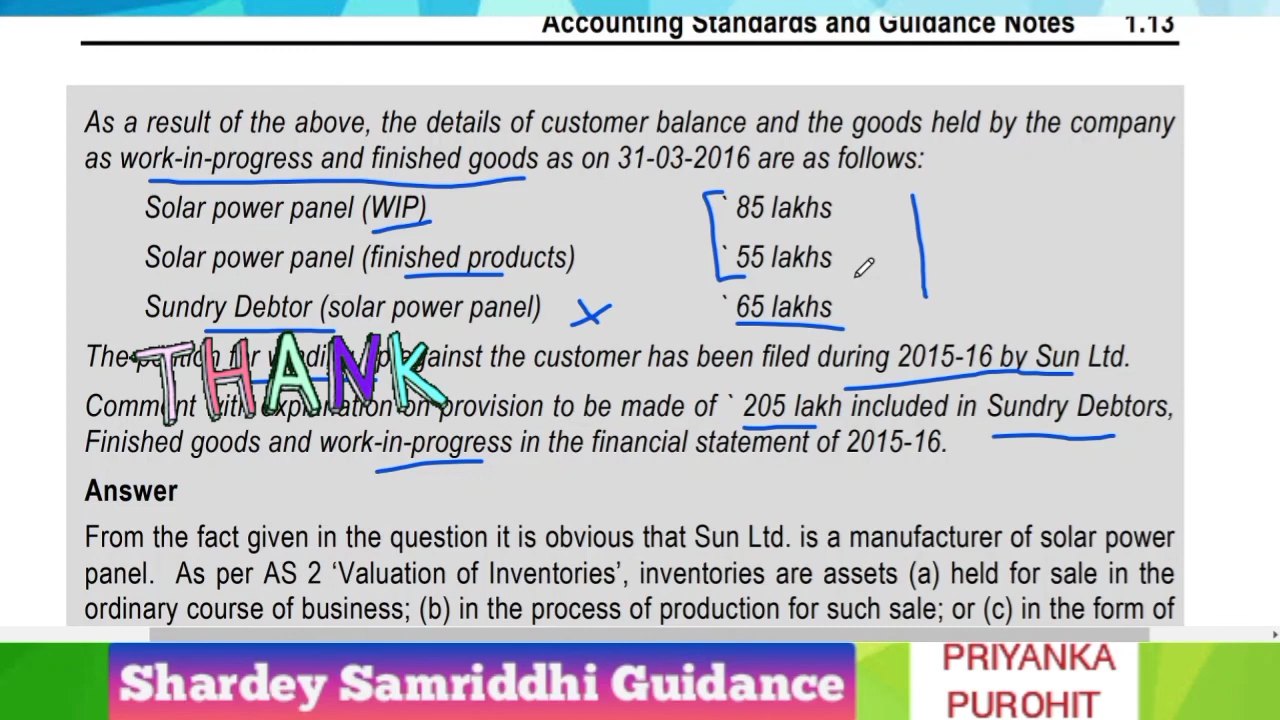 Accounting Standards and Guidance Notes 1.13
As a result of the above, the details of customer balance and the goods held by the company
as work-in-progress and finished goods as on 31-03-2016 are as follows:
Solar power panel (WIP) ` 85 lakhs
Solar power panel (finished products) ` 55 lakhs
Sundry Debtor (solar power panel) ` 65 lakhs
The against the customer has been filed during 2015-16 by Sun Ltd.
THANK
Comment with explanation on provision to be made of ` 205 lakh included in Sundry Debtors,
Finished goods and work-in-progress in the financial statement of 2015-16.
Answer
From the fact given in the question it is obvious that Sun Ltd. is a manufacturer of solar power
panel. As per AS 2 ‘Valuation of Inventories’, inventories are assets (a) held for sale in the
ordinary course of business; (b) in the process of production for such sale; or (c) in the form of
Shardey Samriddhi Guidance
PRIYANKA
PUROHIT